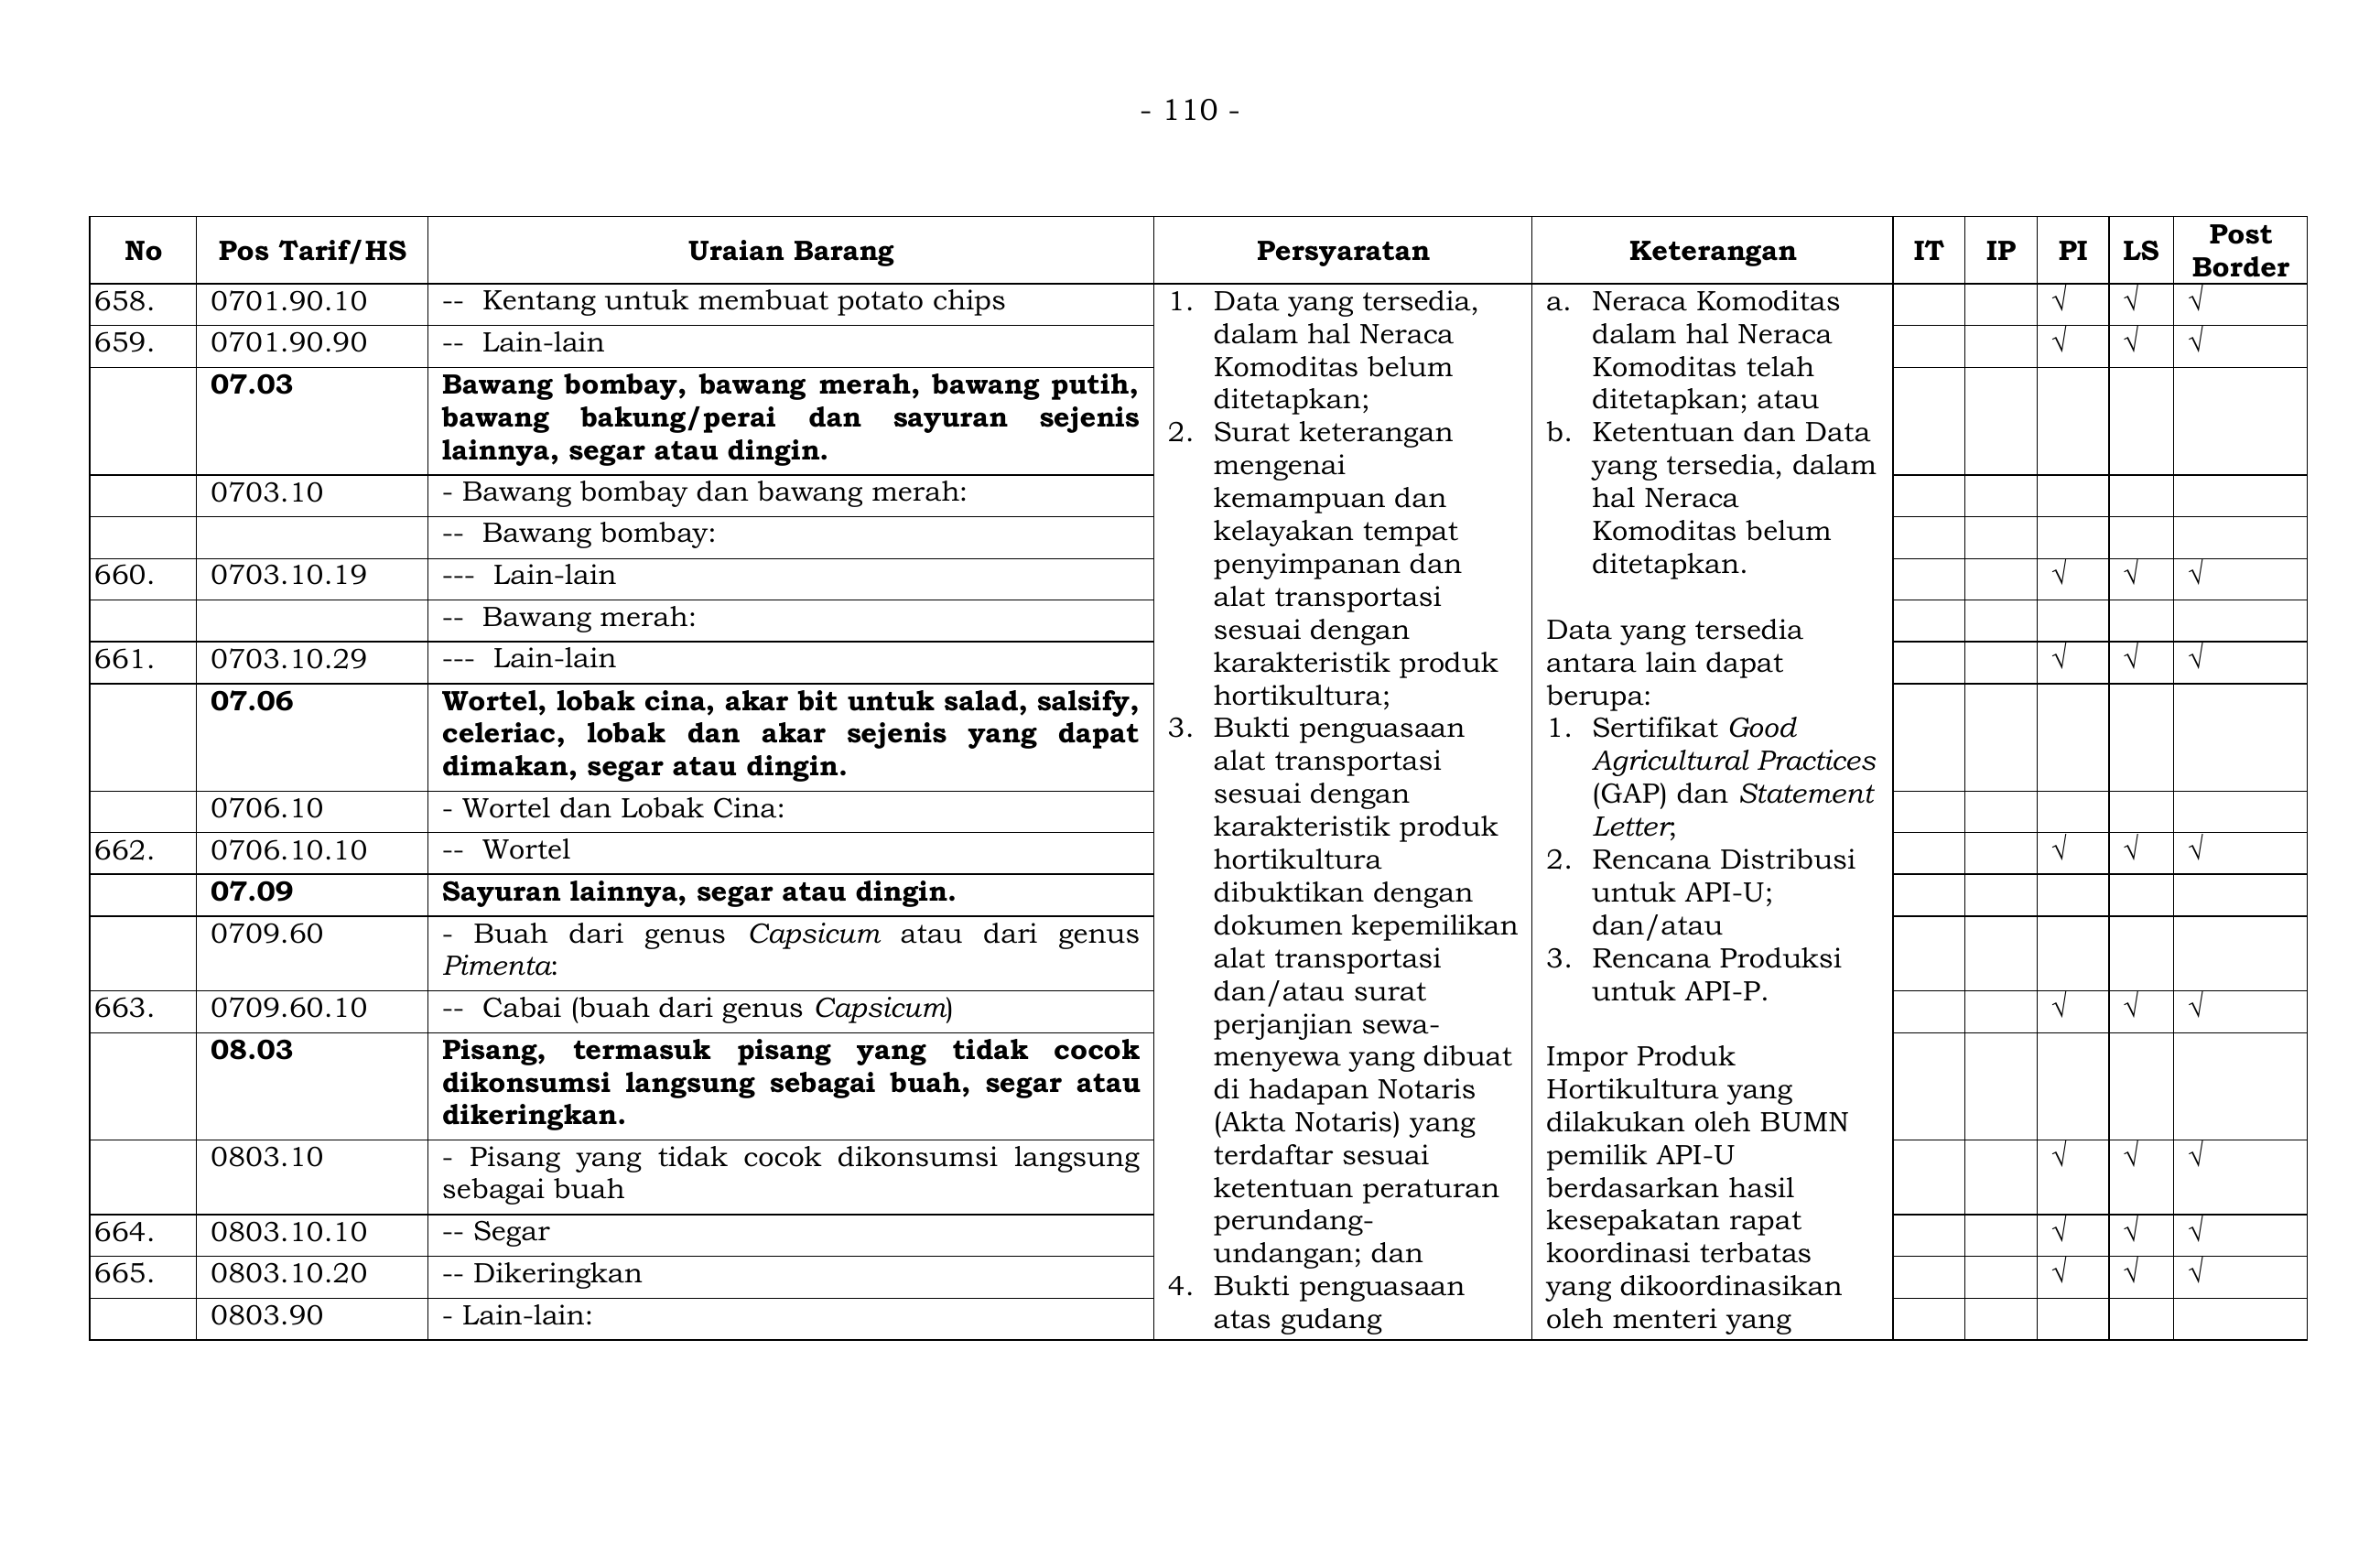 - 110 -
No Pos Tarif/HS Uraian Barang Persyaratan Keterangan IT IP PI LS Post Border
658. 0701.90.10 -- Kentang untuk membuat potato chips √ √ √
659. 0701.90.90 -- Lain-lain √ √ √
07.03 Bawang bombay, bawang merah, bawang putih,
bawang bakung/perai dan sayuran sejenis
lainnya, segar atau dingin.
0703.10 - Bawang bombay dan bawang merah:
-- Bawang bombay:
660. 0703.10.19 --- Lain-lain √ √ √
-- Bawang merah:
661. 0703.10.29 --- Lain-lain √ √ √
07.06 Wortel, lobak cina, akar bit untuk salad, salsify,
celeriac, lobak dan akar sejenis yang dapat
dimakan, segar atau dingin.
0706.10 - Wortel dan Lobak Cina:
662. 0706.10.10 -- Wortel √ √ √
07.09 Sayuran lainnya, segar atau dingin.
0709.60 - Buah dari genus Capsicum atau dari genus
Pimenta:
663. 0709.60.10 -- Cabai (buah dari genus Capsicum) √ √ √
08.03 Pisang, termasuk pisang yang tidak cocok
dikonsumsi langsung sebagai buah, segar atau
dikeringkan.
0803.10 - Pisang yang tidak cocok dikonsumsi langsung √ √ √
sebagai buah
664. 0803.10.10 -- Segar √ √ √
665. 0803.10.20 -- Dikeringkan √ √ √
0803.90 - Lain-lain:
1. Data yang tersedia,
dalam hal Neraca
Komoditas belum
ditetapkan;
2. Surat keterangan
mengenai
kemampuan dan
kelayakan tempat
penyimpanan dan
alat transportasi
sesuai dengan
karakteristik produk
hortikultura;
3. Bukti penguasaan
alat transportasi
sesuai dengan
karakteristik produk
hortikultura
dibuktikan dengan
dokumen kepemilikan
alat transportasi
dan/atau surat
perjanjian sewa-
menyewa yang dibuat
di hadapan Notaris
(Akta Notaris) yang
terdaftar sesuai
ketentuan peraturan
perundang-
undangan; dan
4. Bukti penguasaan
atas gudang
a. Neraca Komoditas
dalam hal Neraca
Komoditas telah
ditetapkan; atau
b. Ketentuan dan Data
yang tersedia, dalam
hal Neraca
Komoditas belum
ditetapkan.
Data yang tersedia
antara lain dapat
berupa:
1. Sertifikat Good
Agricultural Practices
(GAP) dan Statement
Letter;
2. Rencana Distribusi
untuk API-U;
dan/atau
3. Rencana Produksi
untuk API-P.
Impor Produk
Hortikultura yang
dilakukan oleh BUMN
pemilik API-U
berdasarkan hasil
kesepakatan rapat
koordinasi terbatas
yang dikoordinasikan
oleh menteri yang